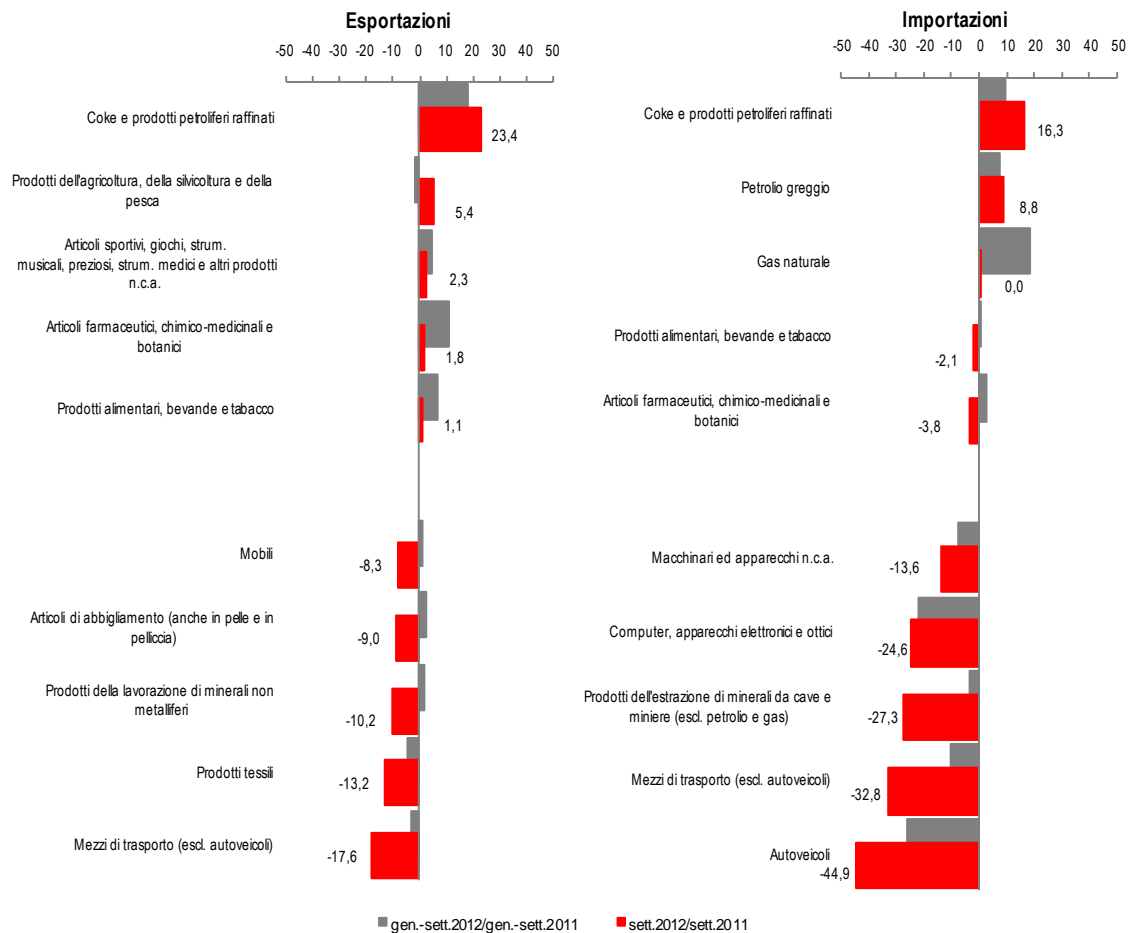 Esportazioni
-50 -40 -30 -20 -10 0 10 20 30 40 50
Coke e prodotti petroliferi raffinati
23,4
Prodotti dell'agricoltura, della silvicoltura e della
pesca
5,4
Articoli sportivi, giochi, strum.
musicali, preziosi, strum. medici e altri prodotti
n.c.a.
2,3
Articoli farmaceutici, chimico-medicinali e
botanici
1,8
Prodotti alimentari, bevande e tabacco
1,1
Mobili
-8,3
Articoli di abbigliamento (anche in pelle e in
pelliccia)
-9,0
Prodotti della lavorazione di minerali non
metalliferi
-10,2
Prodotti tessili
-13,2
Mezzi di trasporto (escl. autoveicoli)
-17,6
Importazioni
-50 -40 -30 -20 -10 0 10 20 30 40 50
Coke e prodotti petroliferi raffinati
16,3
Petrolio greggio
8,8
Gas naturale
0,0
Prodotti alimentari, bevande e tabacco
-2,1
Articoli farmaceutici, chimico-medicinali e
botanici
-3,8
Macchinari ed apparecchi n.c.a.
-13,6
Computer, apparecchi elettronici e ottici
-24,6
Prodotti dell'estrazione di minerali da cave e
miniere (escl. petrolio e gas)
-27,3
Mezzi di trasporto (escl. autoveicoli)
-32,8
Autoveicoli
-44,9
gen.-sett.2012/gen.-sett.2011
sett.2012/sett.2011